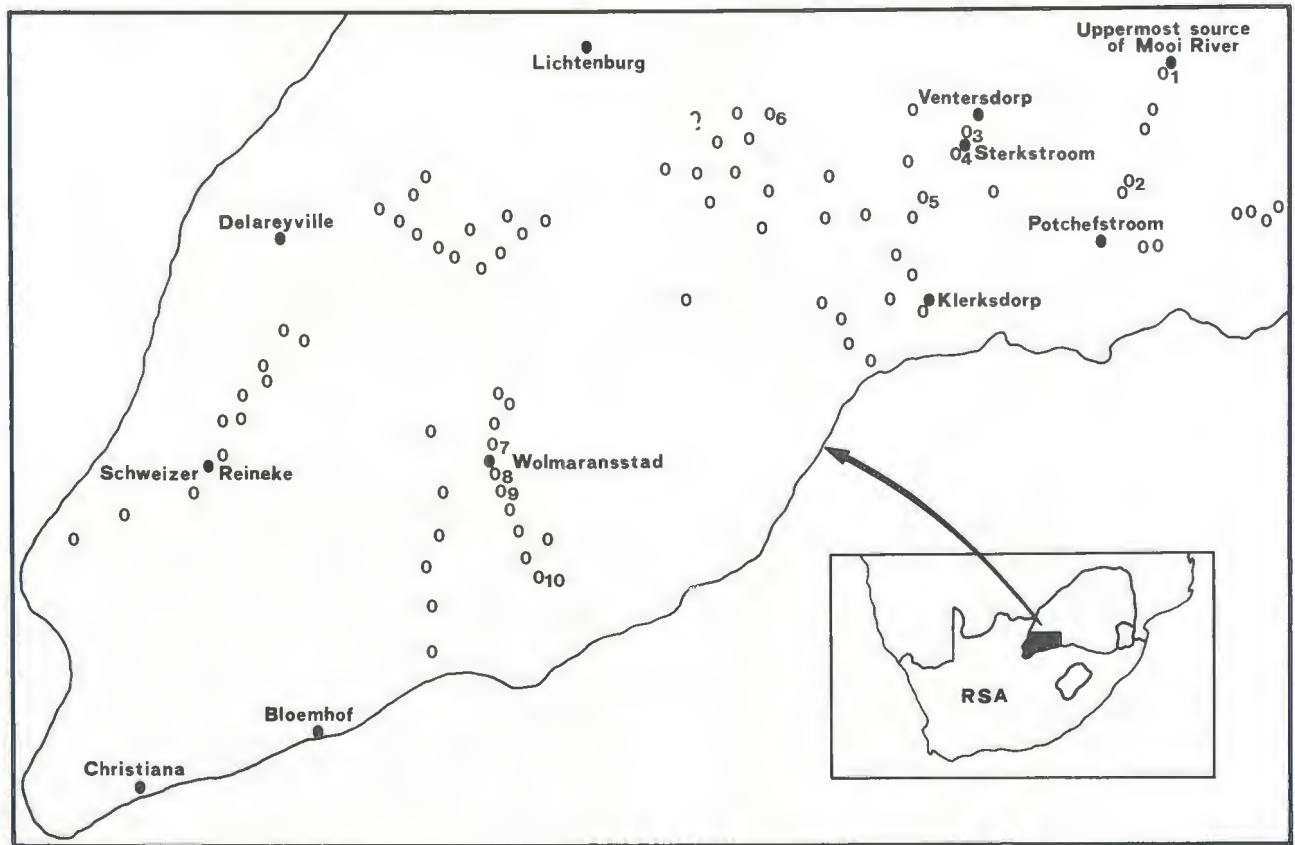 Uppermost source
of Mooi River
1
Lichtenburg
Ventersdorp
6
3
4 Sterkstroom
2
5
Delareyville
Potchefstroom
Klerksdorp
7
Schweizer Reineke
Wolmaransstad
8
9
10
RSA
Bloemhof
Christiana